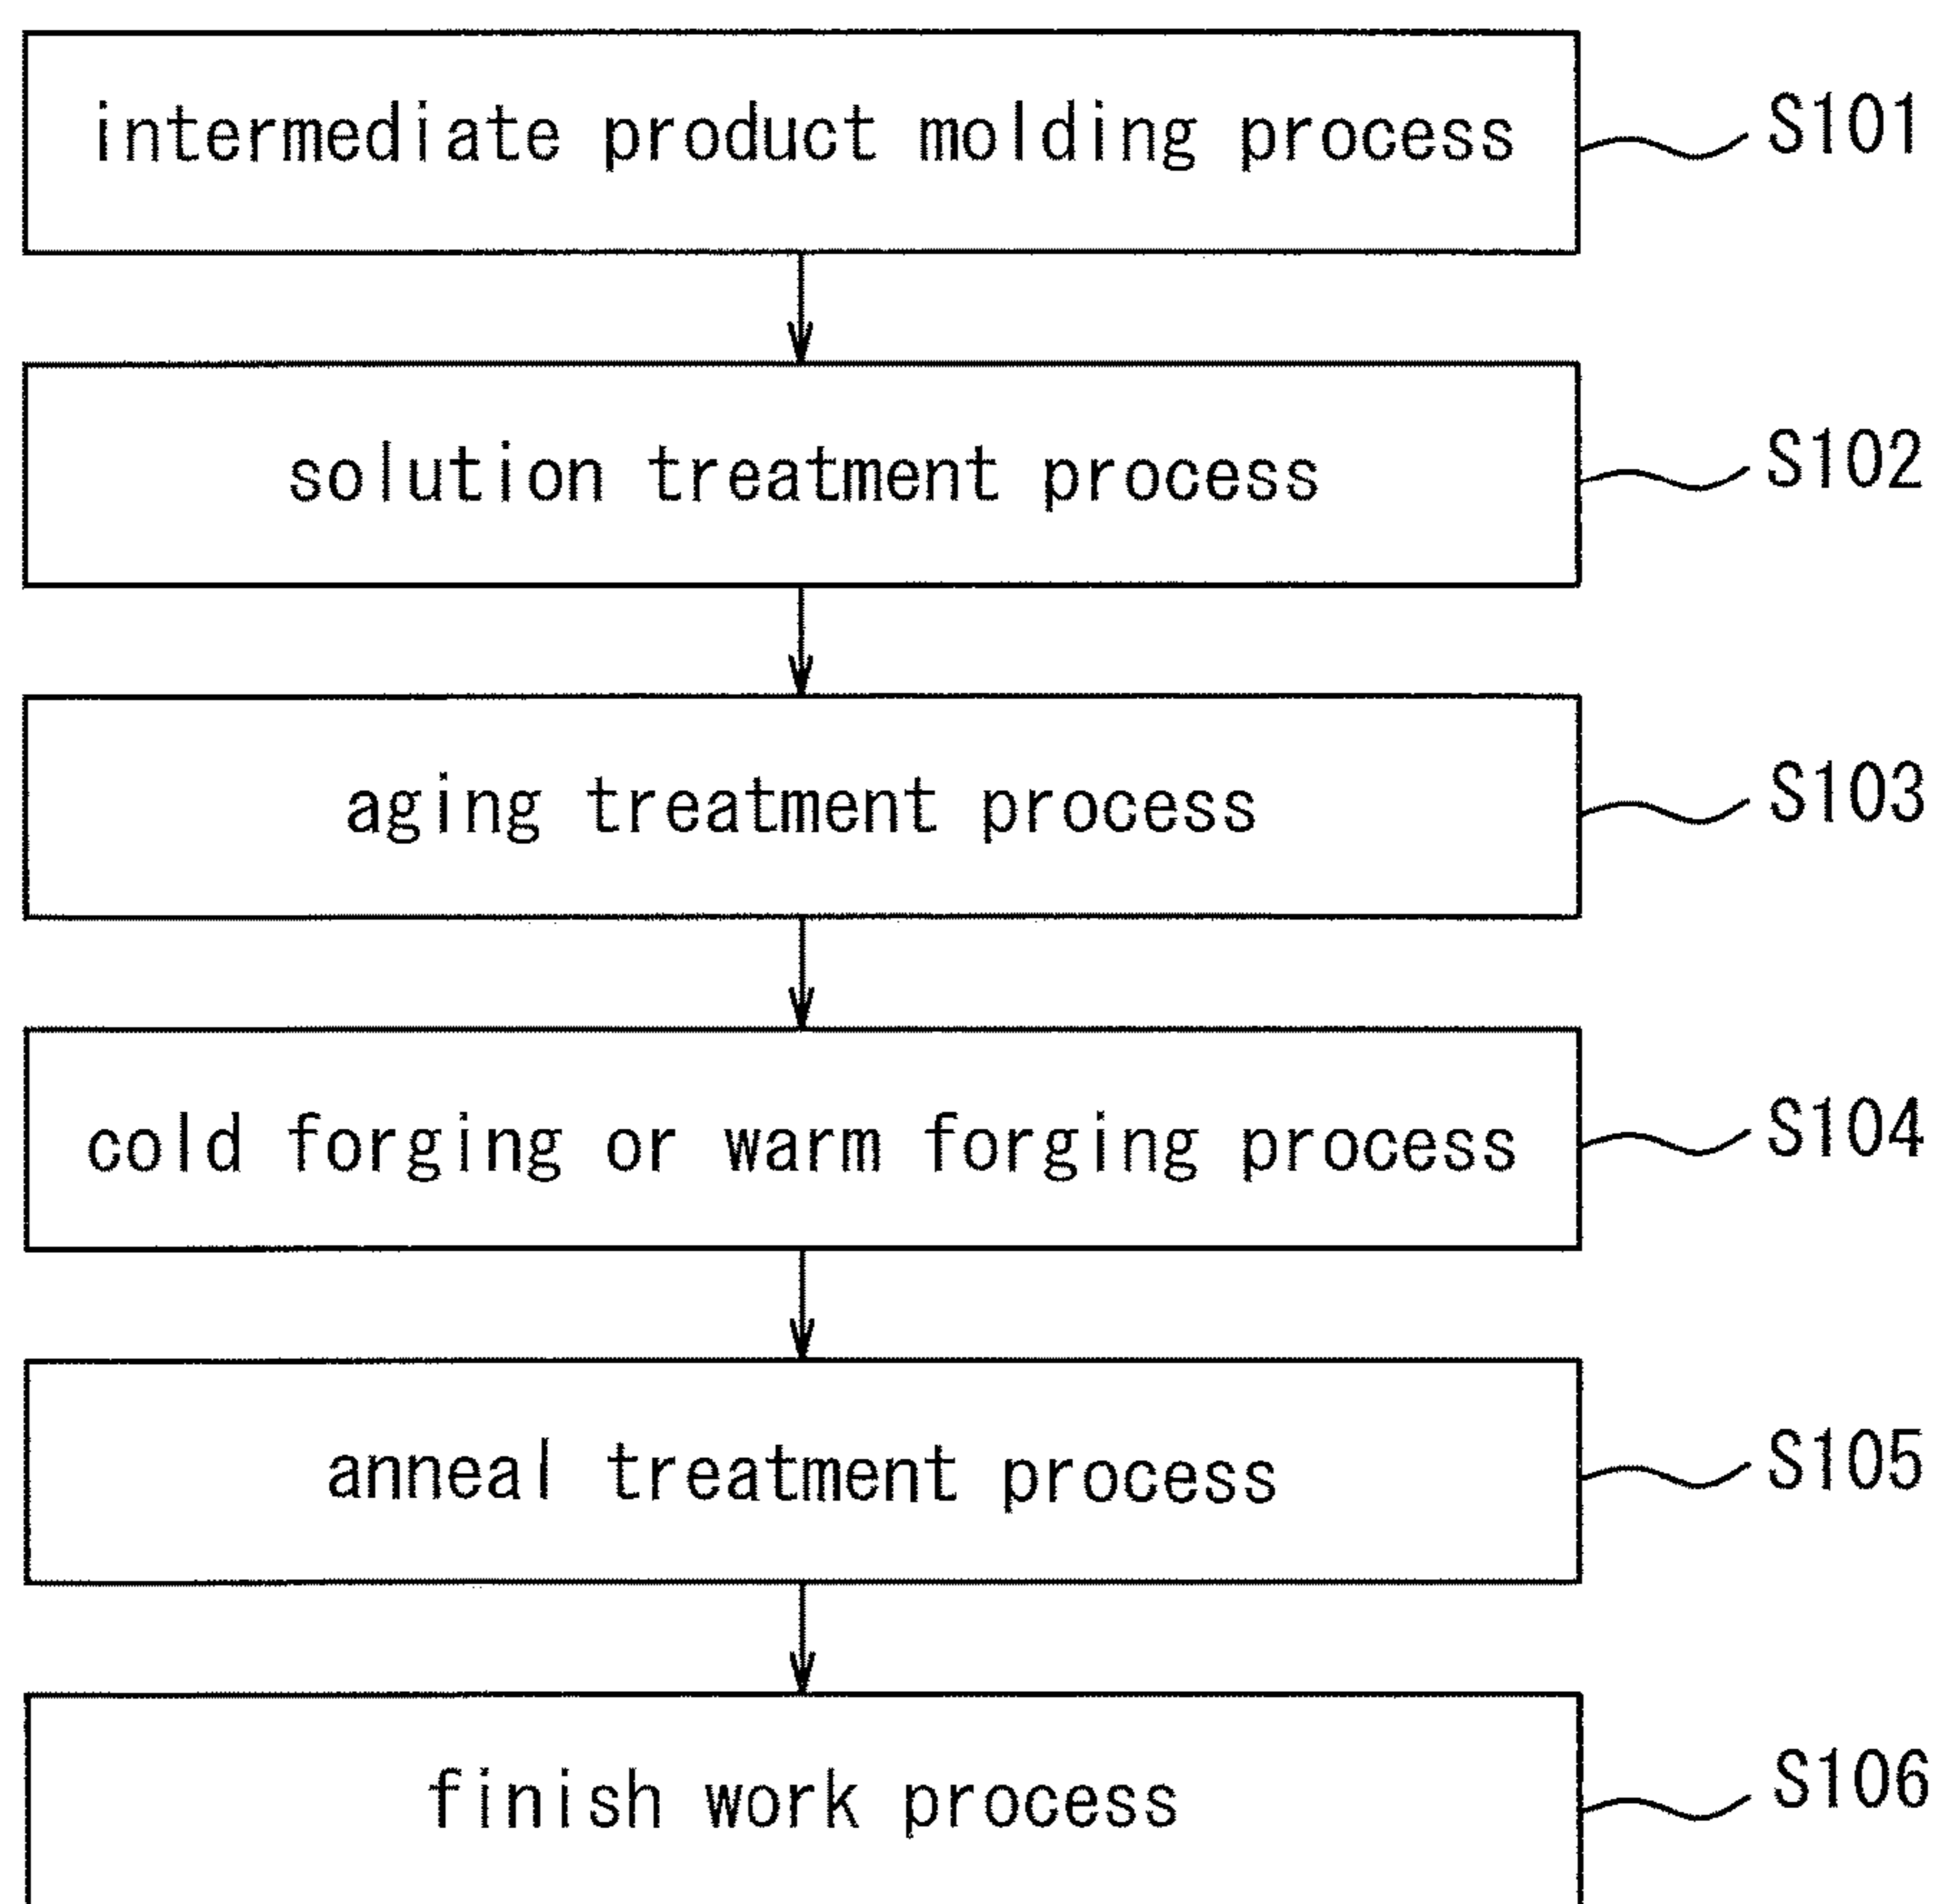 intermediate product molding process S101
solution treatment process S102
aging treatment process S103
cold forging or warm forging process S104
anneal treatment process S105
finish work process S106